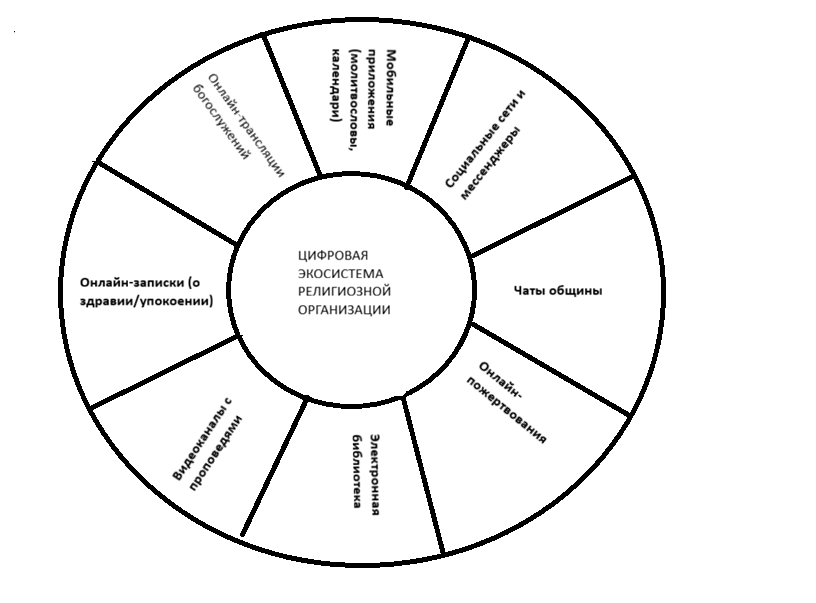 ЦИФРОВАЯ
ЭКОСИСТЕМА
РЕЛИГИОЗНОЙ
ОРГАНИЗАЦИИ
Мобильные
приложения
(молитвословы,
календари)
Социальные сети и
мессенджеры
Чаты общины
Онлайн-
пожертвования
Электронная
библиотека
Видеоканалы с
проповедями
Онлайн-записки (о
здравии/упокоении)
Онлайн-трансляции
богослужений